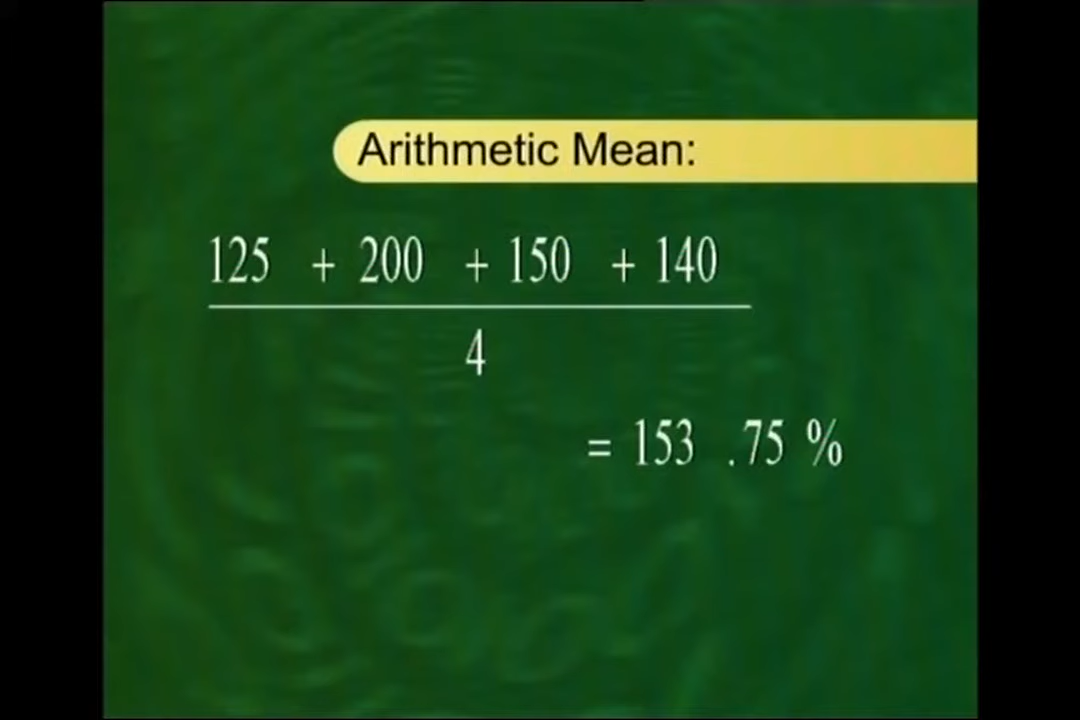 Arithmetic Mean:
125 + 200 + 150 + 140
4
= 153 .75 %